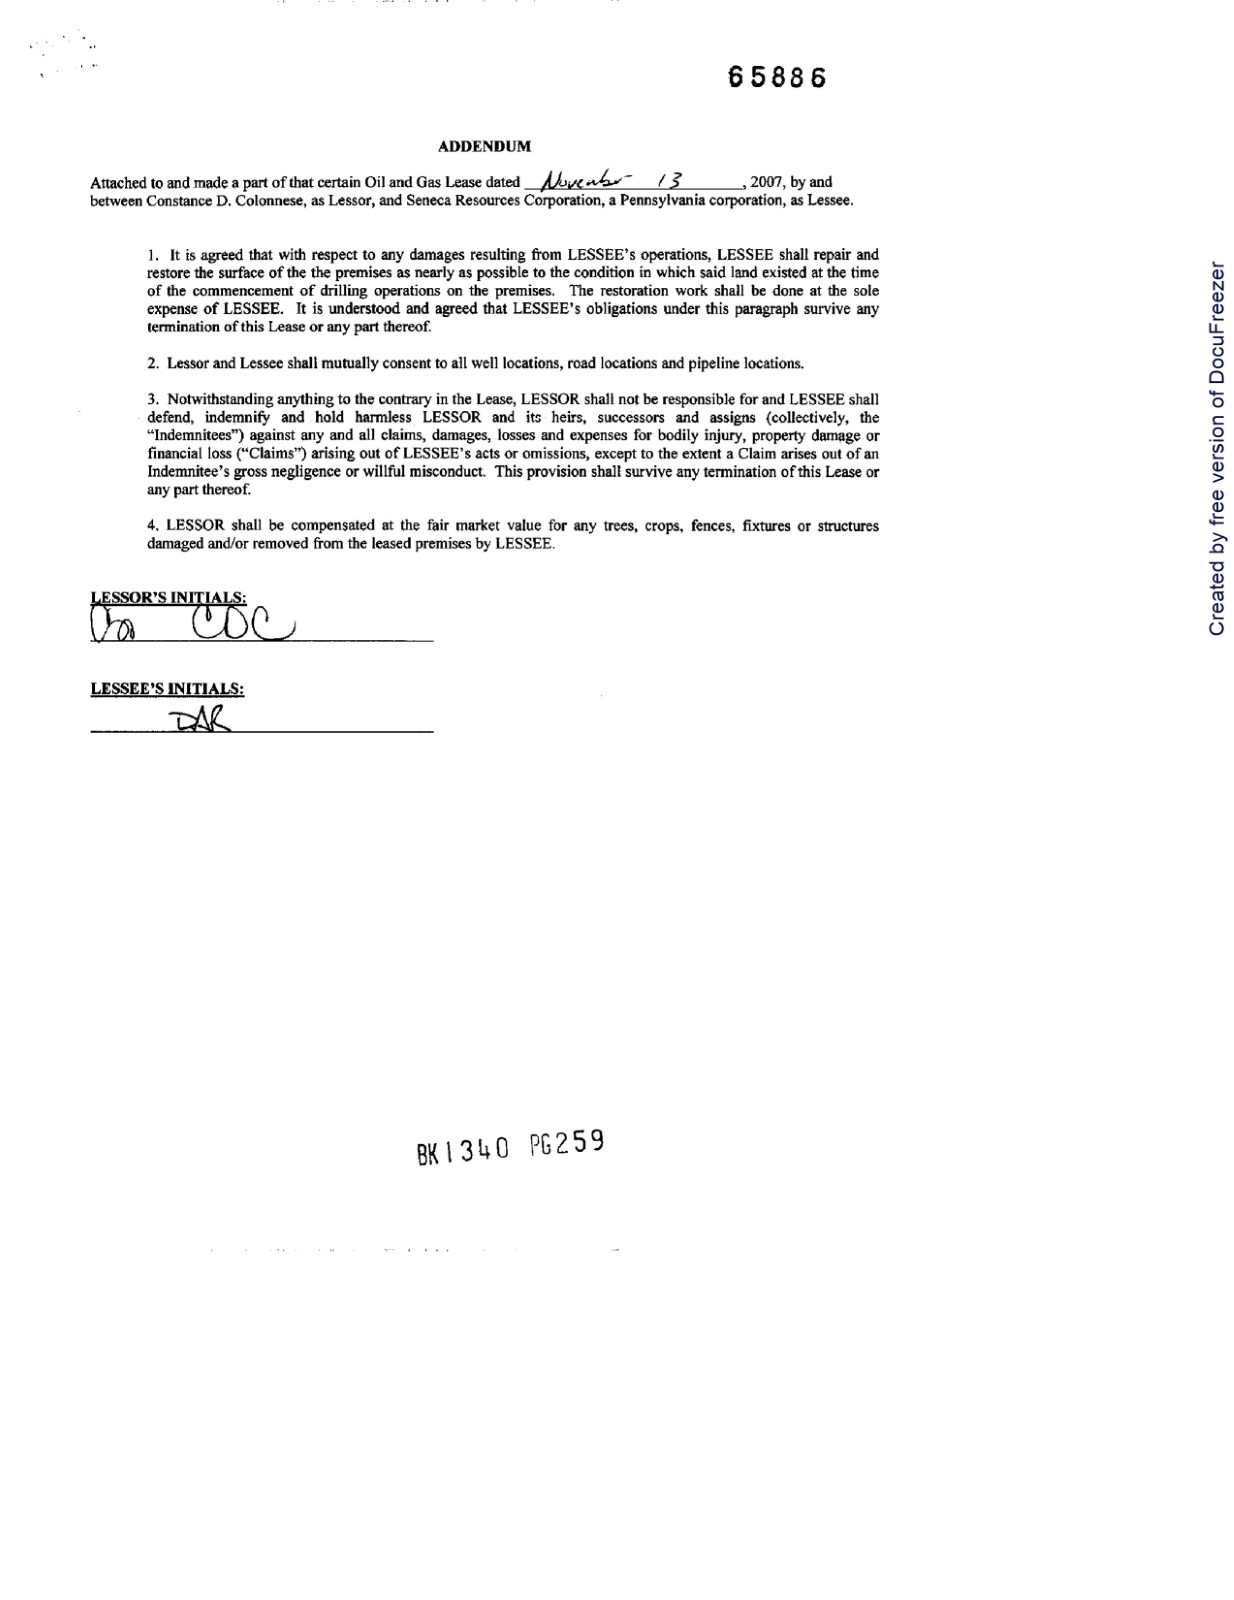 65886
ADDENDUM
Attached to and made a part of that certain Oil and Gas Lease dated November 13, 2007, by and
between Constance D. Colonnese, as Lessor, and Seneca Resources Corporation, a Pennsylvania corporation, as Lessee.
1. It is agreed that with respect to any damages resulting from LESSEE's operations, LESSEE shall repair and
restore the surface of the the premises as nearly as possible to the condition in which said land existed at the time
of the commencement of drilling operations on the premises. The restoration work shall be done at the sole
expense of LESSEE. It is understood and agreed that LESSEE's obligations under this paragraph survive any
termination of this Lease or any part thereof.
2. Lessor and Lessee shall mutually consent to all well locations, road locations and pipeline locations.
3. Notwithstanding anything to the contrary in the Lease, LESSOR shall not be responsible for and LESSEE shall
defend, indemnify and hold harmless LESSOR and its heirs, successors and assigns (collectively, the
“Indemnitees”) against any and all claims, damages, losses and expenses for bodily injury, property damage or
financial loss (“Claims”) arising out of LESSEE's acts or omissions, except to the extent a Claim arises out of an
Indemnitee's gross negligence or willful misconduct. This provision shall survive any termination of this Lease or
any part thereof.
4. LESSOR shall be compensated at the fair market value for any trees, crops, fences, fixtures or structures
damaged and/or removed from the leased premises by LESSEE.
LESSOR'S INITIALS:
CDC
LESSEE'S INITIALS:
DAR
BK1340 PG259
Created by free version of DocuFreezer